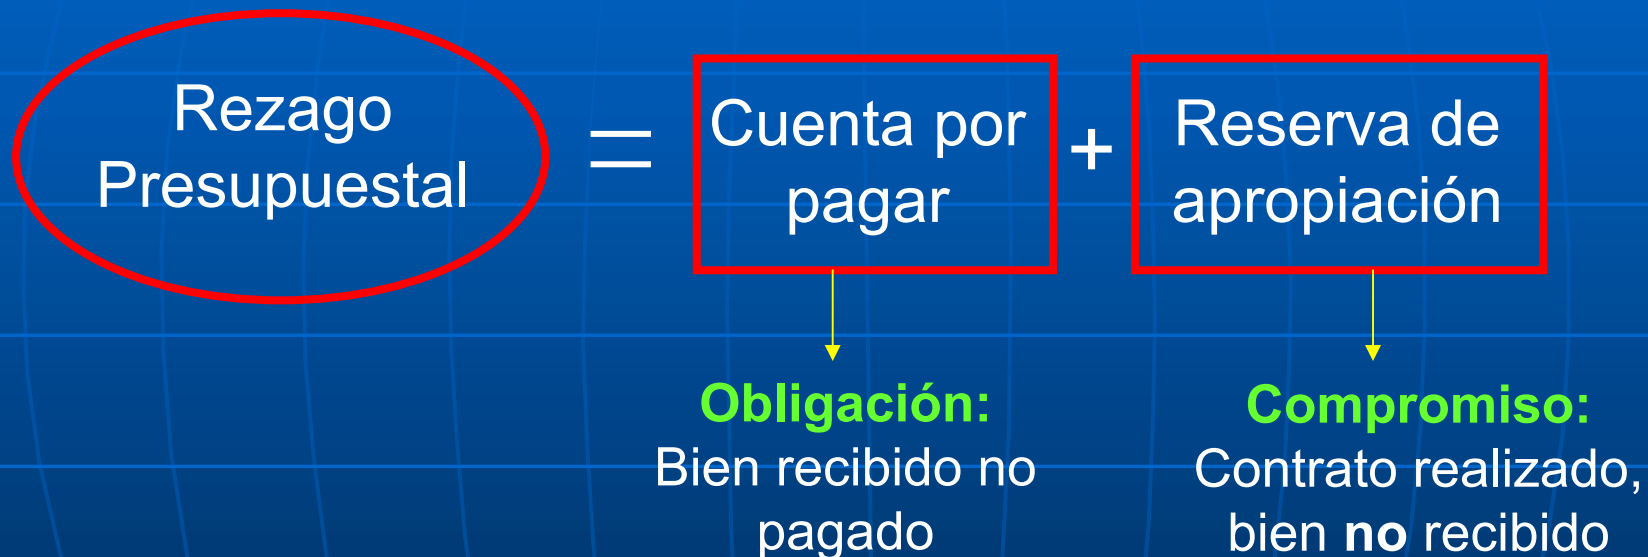 Rezago
Presupuestal
=
Cuenta por
pagar
+
Reserva de
apropiación
Obligación:
Bien recibido no
pagado
Compromiso:
Contrato realizado,
bien no recibido